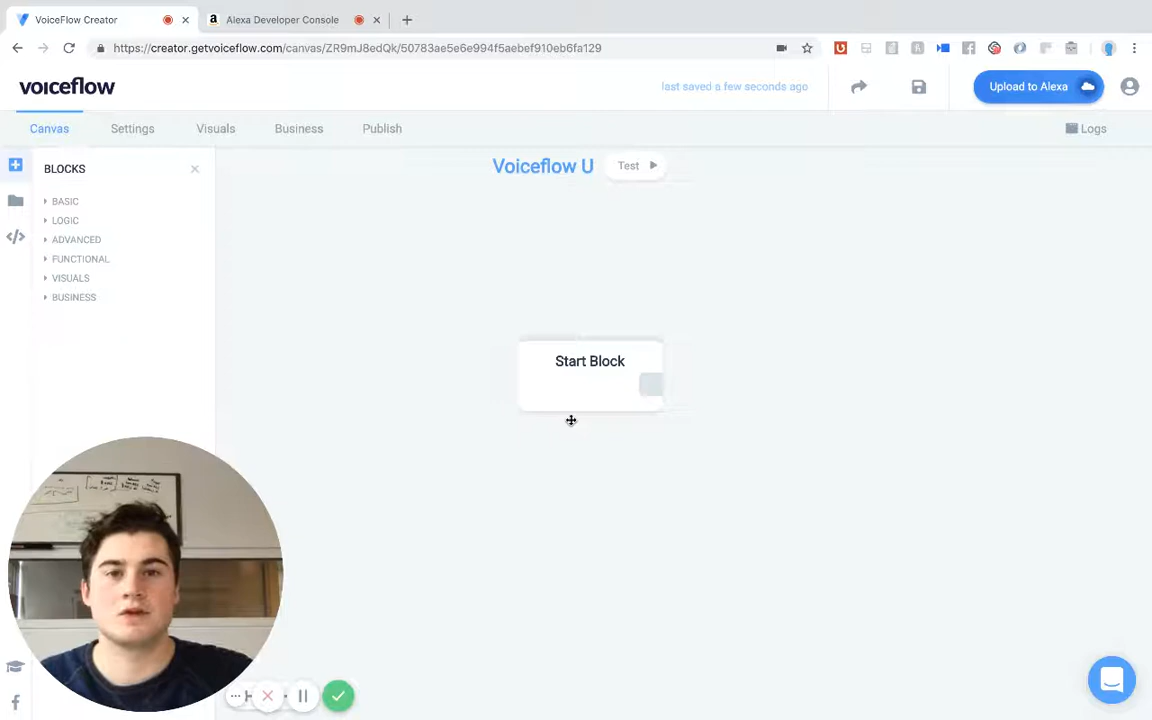 VoiceFlow Creator
Alexa Developer Console
https://creator.getvoiceflow.com/canvas/ZR9mJ8edQk/50783ae5e6e994f5aebef910eb6fa129
voiceflow
last saved a few seconds ago
Upload to Alexa
Canvas
Settings
Visuals
Business
Publish
Logs
BLOCKS
Voiceflow U
Test
BASIC
LOGIC
ADVANCED
FUNCTIONAL
VISUALS
BUSINESS
Start Block